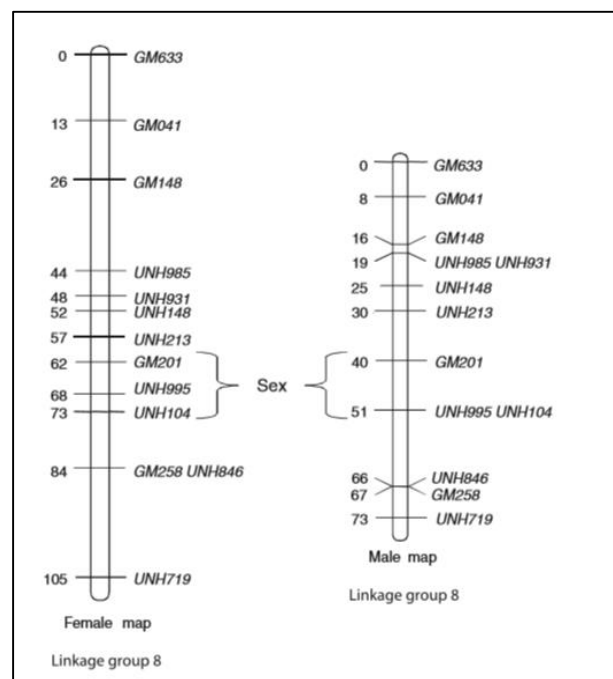 0 GM633
13 GM041
26 GM148
44 UNH985
48 UNH931
52 UNH148
57 UNH213
62 GM201
68 UNH995
73 UNH104
84 GM258 UNH846
105 UNH719
Female map
Linkage group 8
Sex
0 GM633
8 GM041
16 GM148
19 UNH985 UNH931
25 UNH148
30 UNH213
40 GM201
51 UNH995 UNH104
66 UNH846
67 GM258
73 UNH719
Male map
Linkage group 8